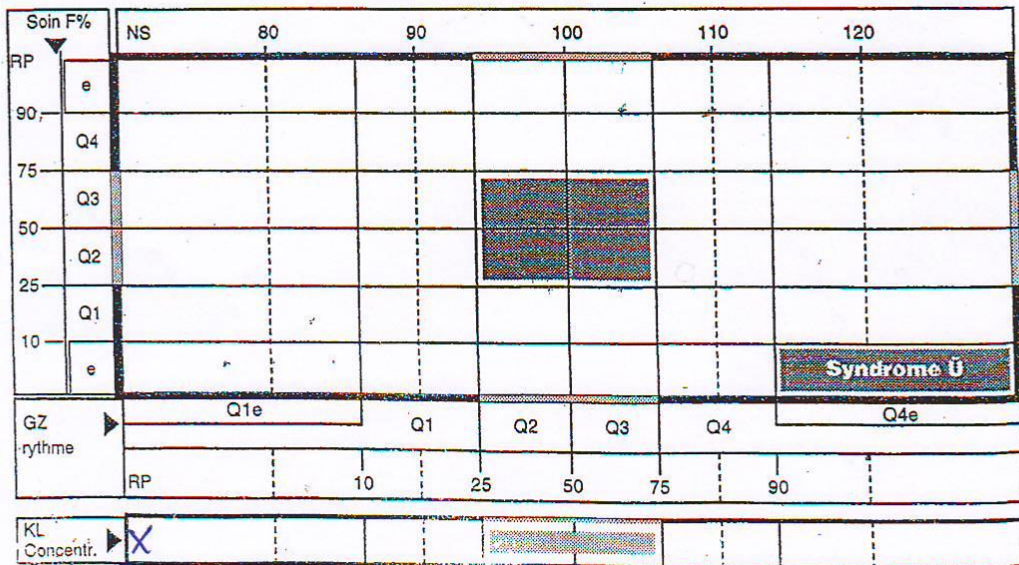 Soin F%
NS 80 90 100 110 120
RP
e
90
Q4
75
Q3
50
Q2
25
Q1
10
e
Syndrome Ü
GZ
rythme
Q1e Q1 Q2 Q3 Q4 Q4e
RP 10 25 50 75 90
KL
Concentr.
X